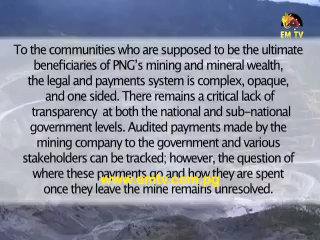 EM TV
To the communities who are supposed to be the ultimate
beneficiaries of PNG's mining and mineral wealth,
the legal and payments system is complex, opaque,
and one sided. There remains a critical lack of
transparency at both the national and sub-national
government levels. Audited payments made by the
mining company to the government and various
stakeholders can be tracked; however, the question of
where these payments go and how they are spent
www.emtv.com.pg
once they leave the mine remains unresolved.